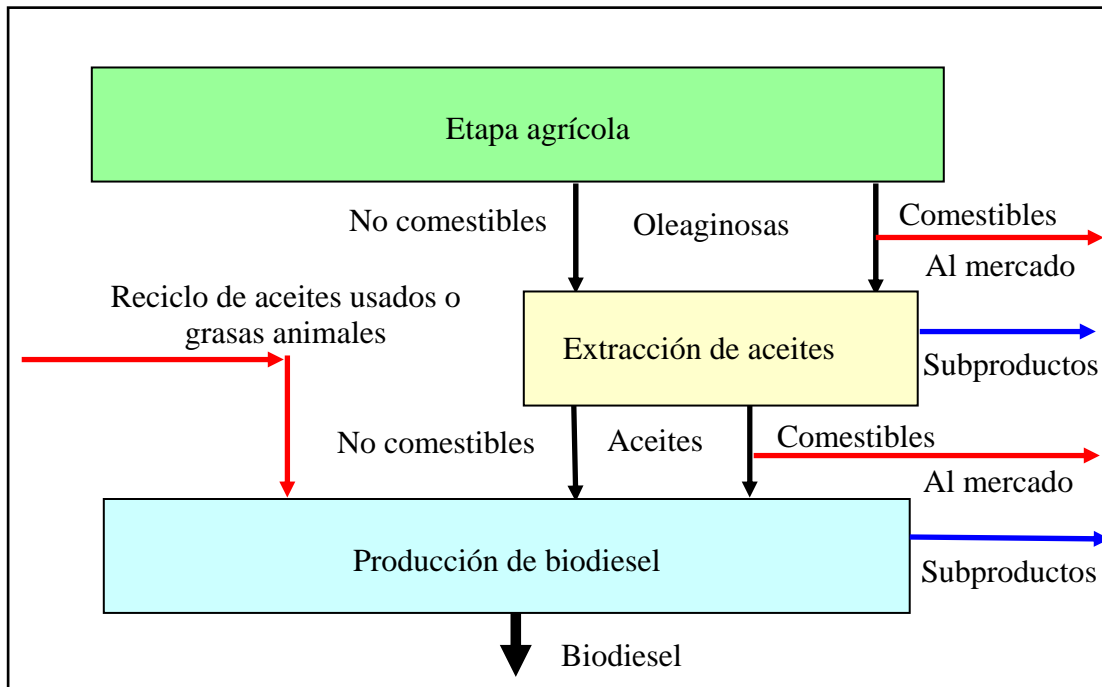 Etapa agrícola
No comestibles
Oleaginosas
Comestibles
Al mercado
Reciclo de aceites usados o
grasas animales
Extracción de aceites
Subproductos
No comestibles
Aceites
Comestibles
Al mercado
Producción de biodiesel
Subproductos
Biodiesel